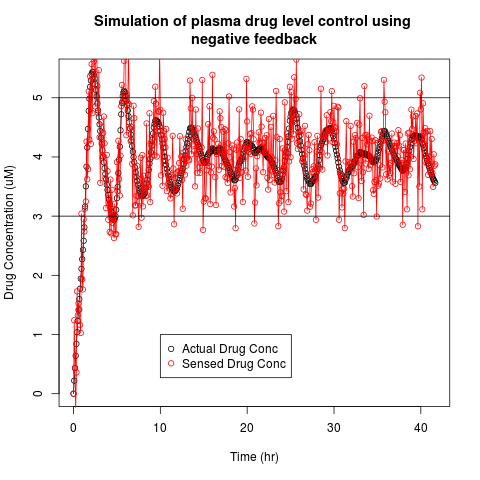 Simulation of plasma drug level control using
negative feedback
Drug Concentration (uM)
5
4
3
2
1
0
Actual Drug Conc
Sensed Drug Conc
0 10 20 30 40
Time (hr)